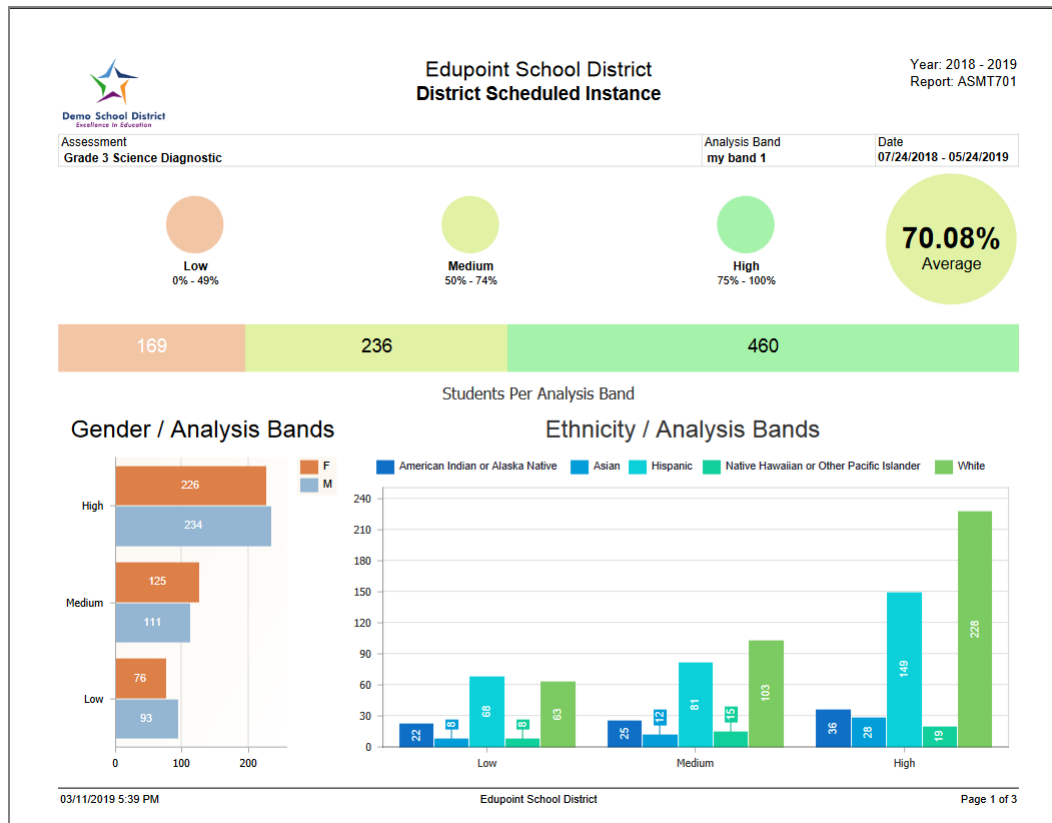 Edupoint School District
District Scheduled Instance
Year: 2018 - 2019
Report: ASMT701
Demo School District
Excellence in Education
Assessment
Grade 3 Science Diagnostic
Analysis Band
my band 1
Date
07/24/2018 - 05/24/2019
Low
0% - 49%
Medium
50% - 74%
High
75% - 100%
70.08%
Average
169 236 460
Students Per Analysis Band
Gender / Analysis Bands
F
M
High
226
234
Medium
125
111
Low
76
93
0 100 200
Ethnicity / Analysis Bands
American Indian or Alaska Native Asian Hispanic Native Hawaiian or Other Pacific Islander White
240
210
180
150
120
90
60
30
0
22 8 68 8 63
25 12 81 15 103
36 28 149 19 228
Low Medium High
03/11/2019 5:39 PM
Edupoint School District
Page 1 of 3